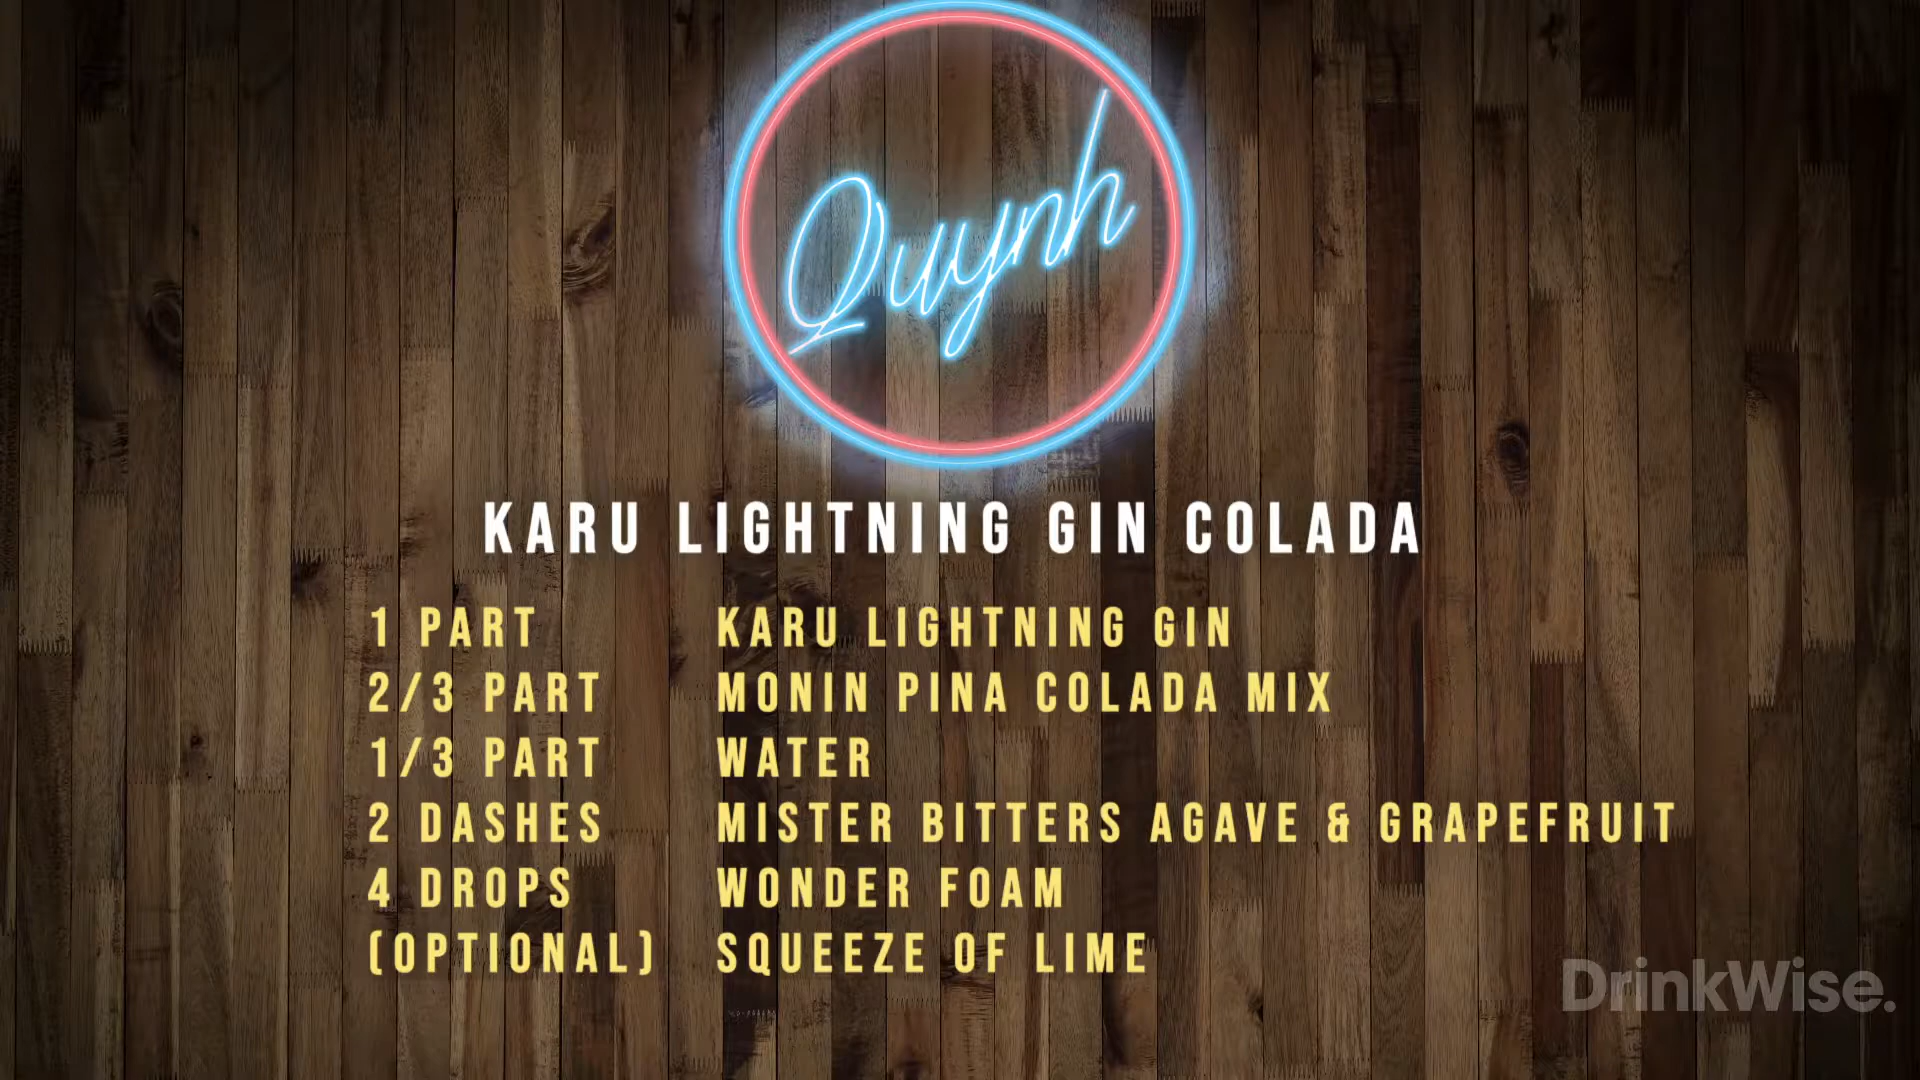 Quynh
KARU LIGHTNING GIN COLADA
1 PART KARU LIGHTNING GIN
2/3 PART MONIN PINA COLADA MIX
1/3 PART WATER
2 DASHES MISTER BITTERS AGAVE & GRAPEFRUIT
4 DROPS WONDER FOAM
(OPTIONAL) SQUEEZE OF LIME
DrinkWise.